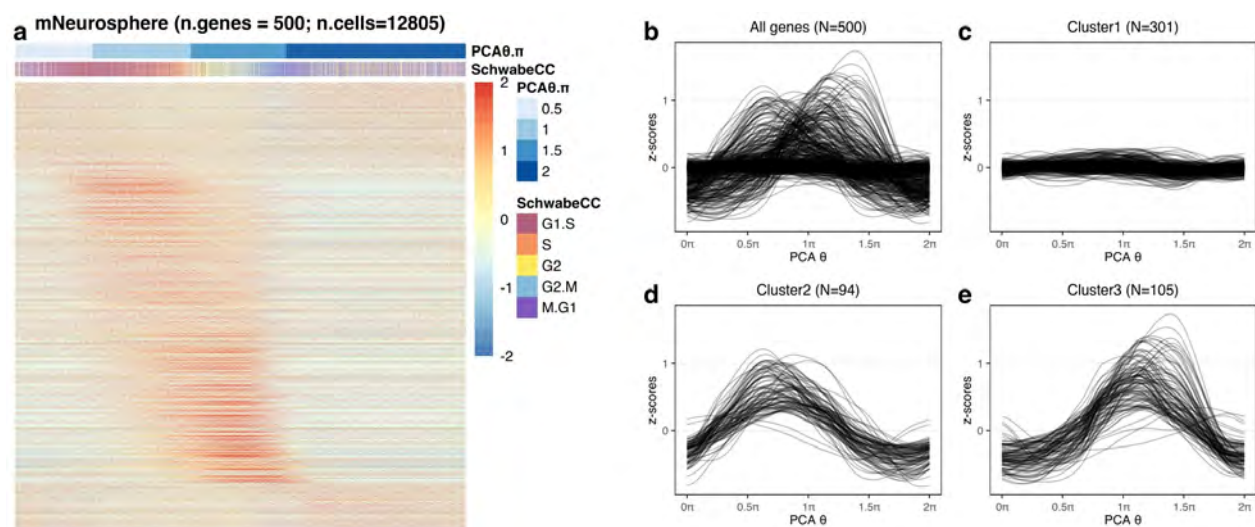 a
mNeurosphere (n.genes = 500; n.cells=12805)
PCAθ.π
SchwabeCC
2
1
0
-1
-2
PCAθ.π
0.5
1
1.5
2
SchwabeCC
G1.S
S
G2
G2.M
M.G1
b
All genes (N=500)
z-scores
1
0
0π 0.5π 1π 1.5π 2π
PCA θ
c
Cluster1 (N=301)
z-scores
1
0
0π 0.5π 1π 1.5π 2π
PCA θ
d
Cluster2 (N=94)
z-scores
1
0
0π 0.5π 1π 1.5π 2π
PCA θ
e
Cluster3 (N=105)
z-scores
1
0
0π 0.5π 1π 1.5π 2π
PCA θ